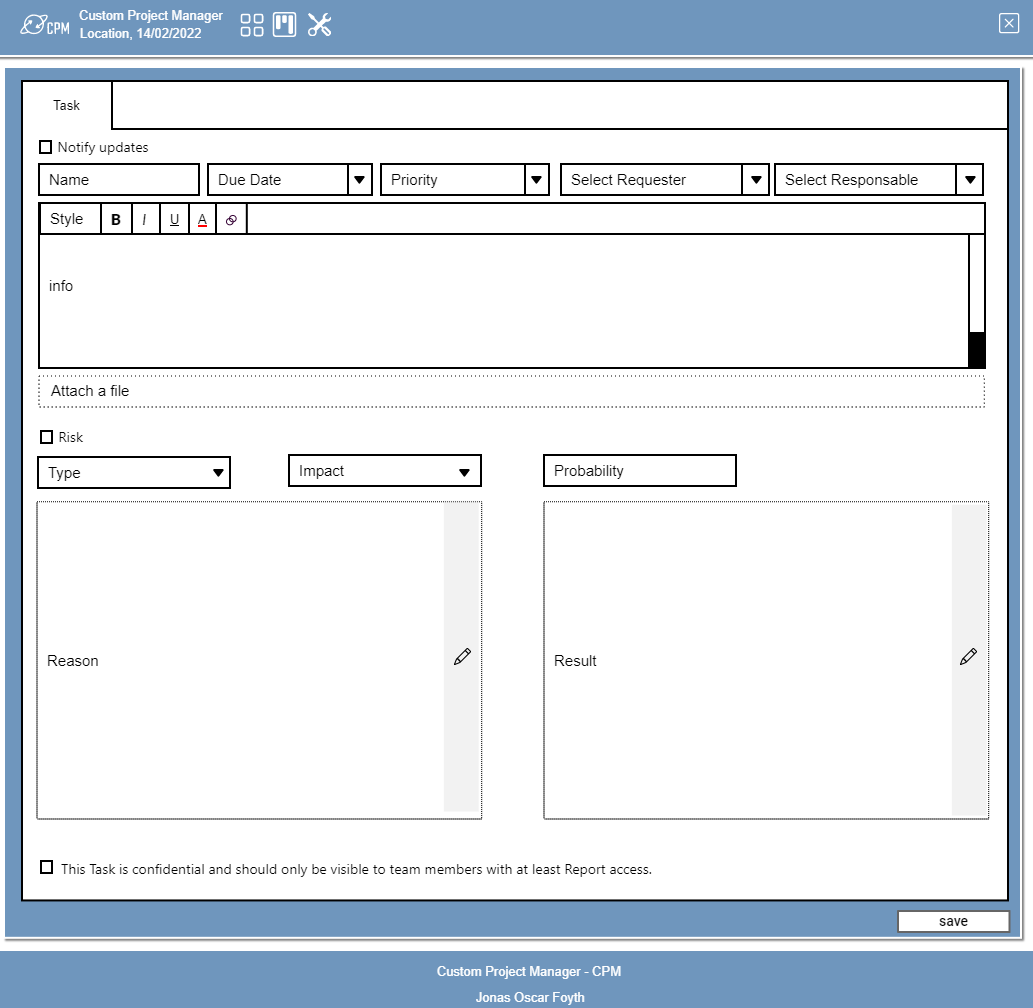 CPM
Custom Project Manager
Location, 14/02/2022
Task
Notify updates
Name Due Date Priority Select Requester Select Responsable
Style B I U A
info
Attach a file
Risk
Type Impact Probability
Reason Result
This Task is confidential and should only be visible to team members with at least Report access.
save
Custom Project Manager - CPM
Jonas Oscar Foyth